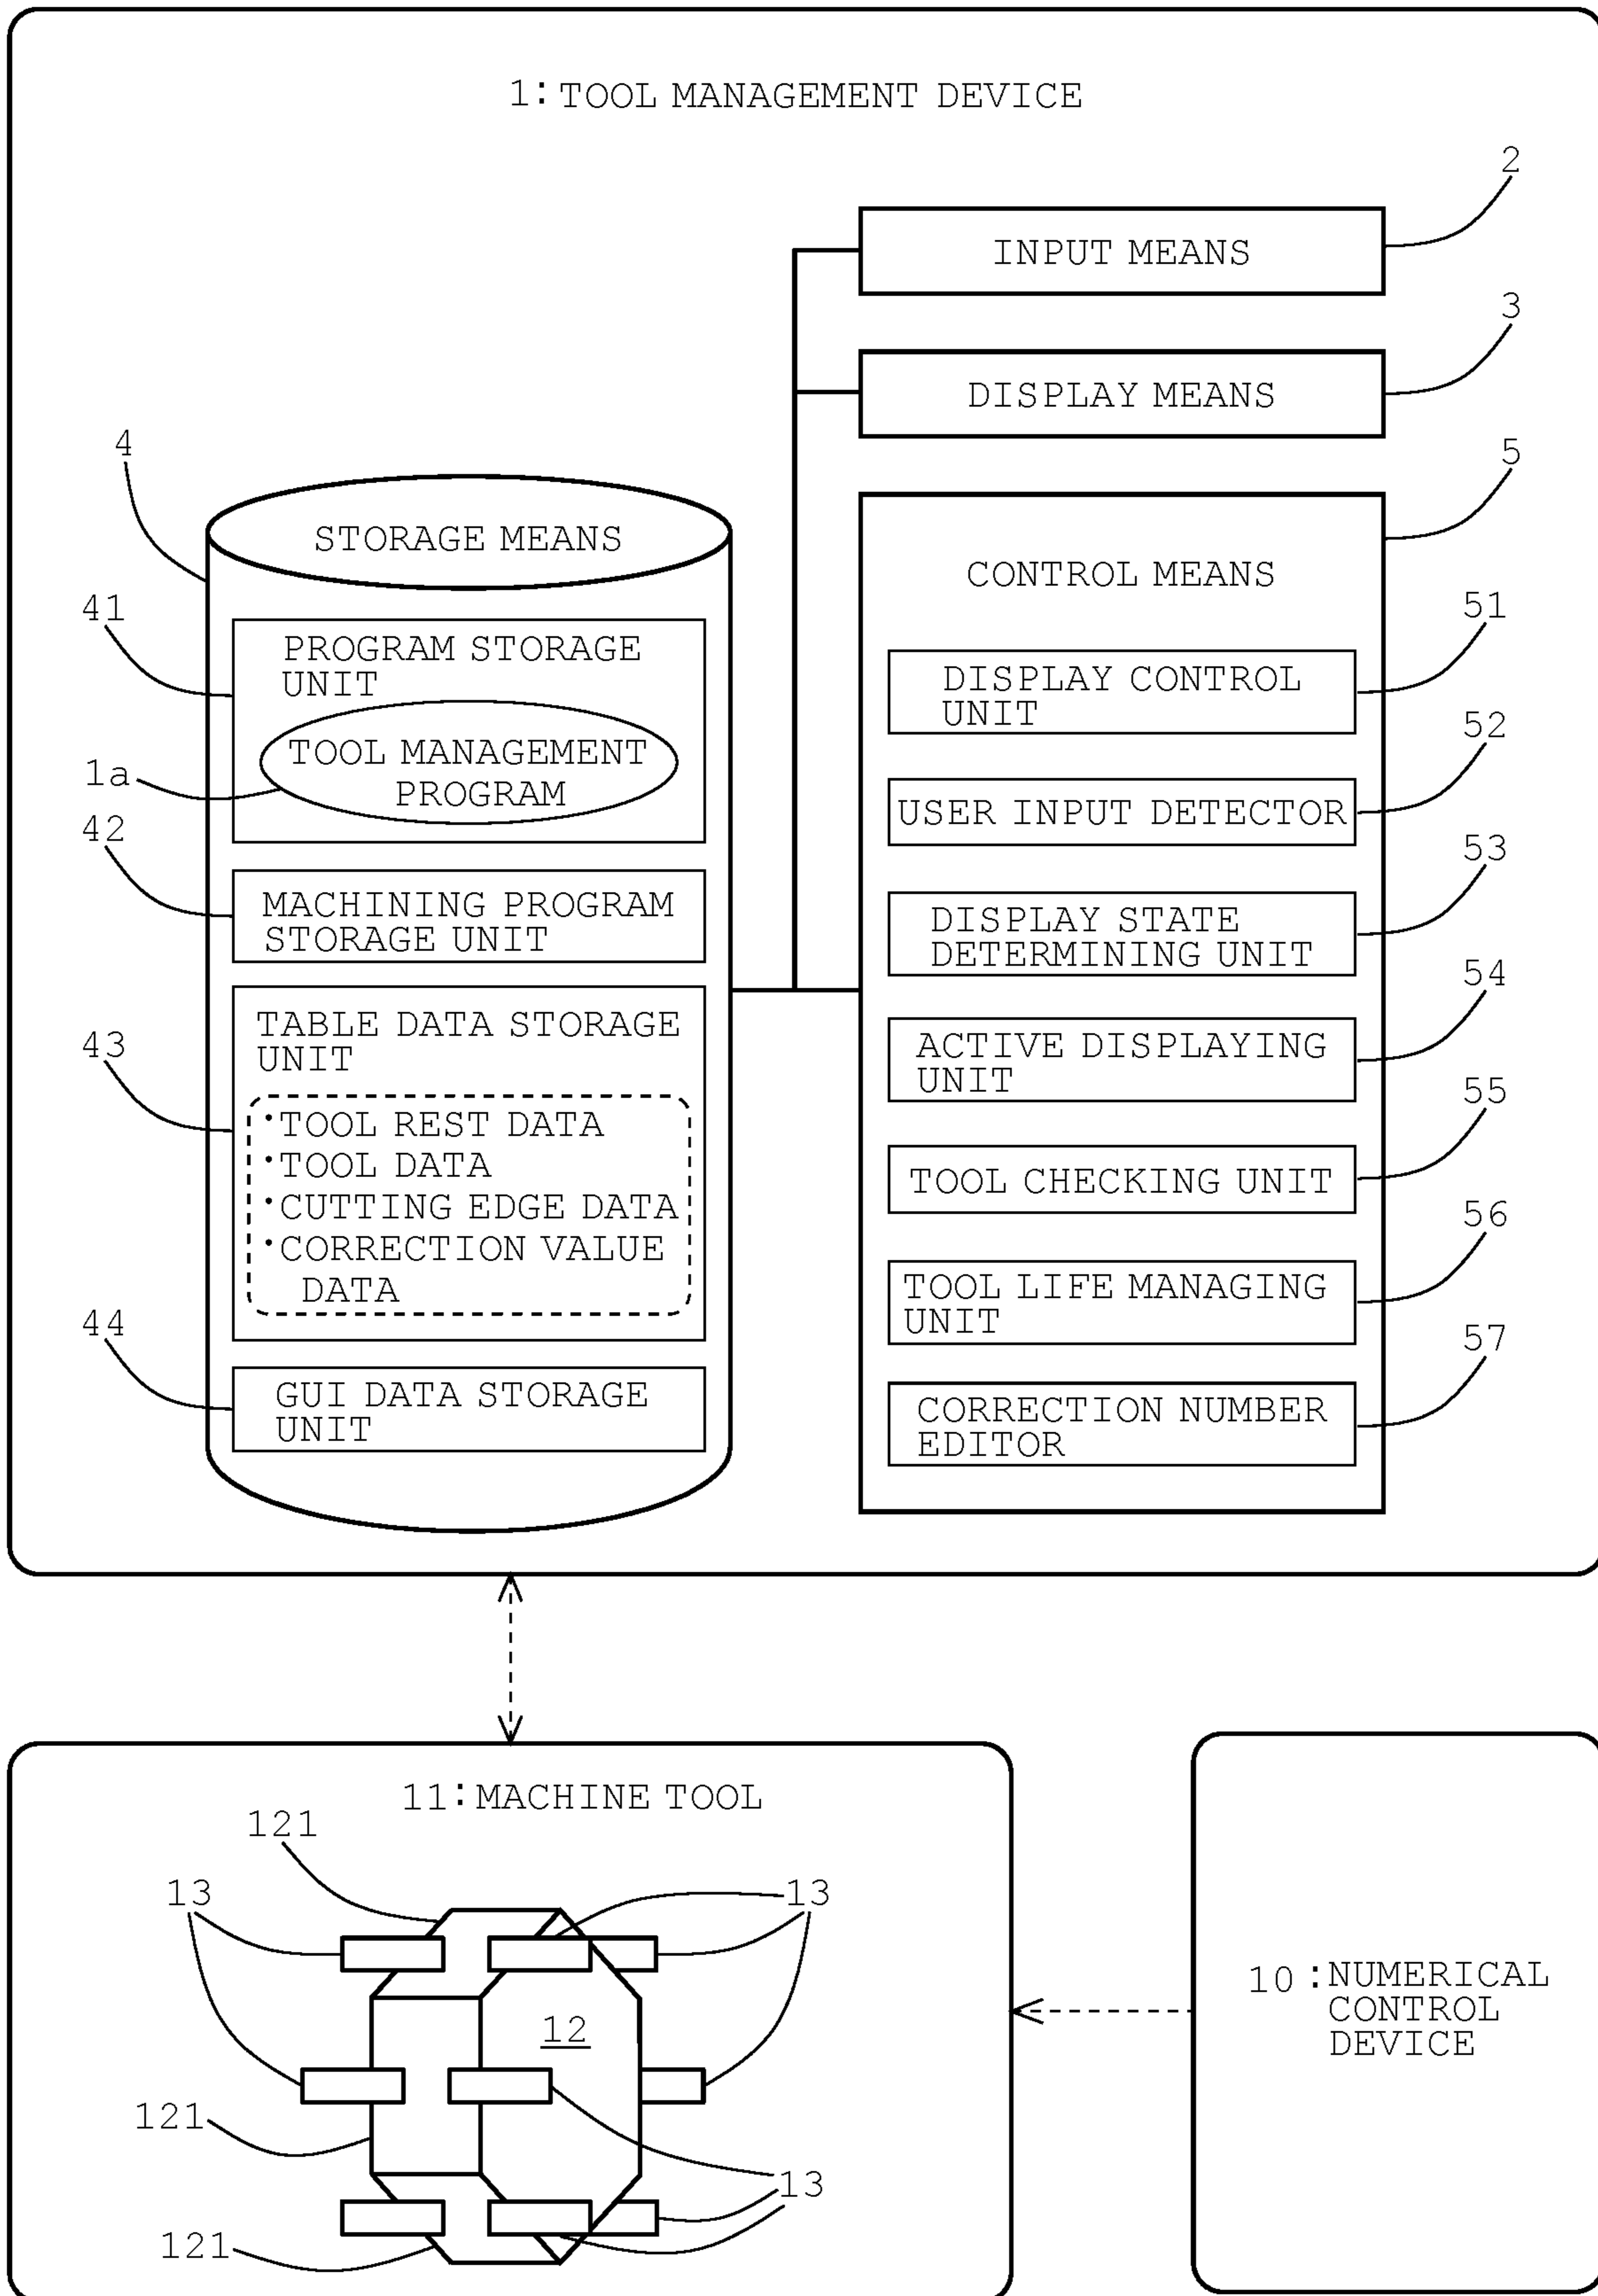 1: TOOL MANAGEMENT DEVICE
2
INPUT MEANS
3
DISPLAY MEANS
4
STORAGE MEANS
41
PROGRAM STORAGE
UNIT
1a
TOOL MANAGEMENT
PROGRAM
42
MACHINING PROGRAM
STORAGE UNIT
43
TABLE DATA STORAGE
UNIT
·TOOL REST DATA
·TOOL DATA
·CUTTING EDGE DATA
·CORRECTION VALUE
DATA
44
GUI DATA STORAGE
UNIT
5
CONTROL MEANS
51
DISPLAY CONTROL
UNIT
52
USER INPUT DETECTOR
53
DISPLAY STATE
DETERMINING UNIT
54
ACTIVE DISPLAYING
UNIT
55
TOOL CHECKING UNIT
56
TOOL LIFE MANAGING
UNIT
57
CORRECTION NUMBER
EDITOR
11: MACHINE TOOL
121
13
13
12
121
13
121
10 : NUMERICAL
CONTROL
DEVICE